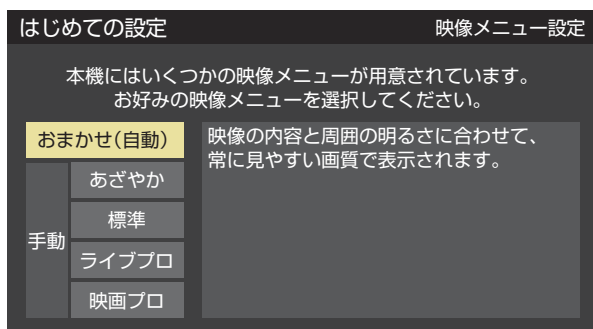 はじめての設定 映像メニュー設定
本機にはいくつかの映像メニューが用意されています。
お好みの映像メニューを選択してください。
おまかせ(自動)
手動
あざやか
標準
ライブプロ
映画プロ
映像の内容と周囲の明るさに合わせて、
常に見やすい画質で表示されます。